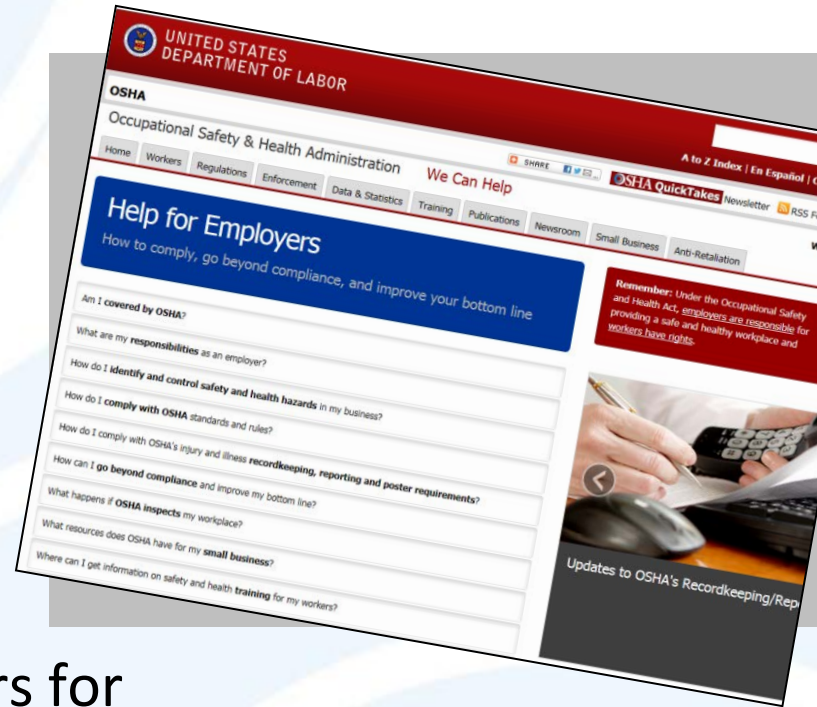 UNITED STATES
DEPARTMENT OF LABOR
A to Z Index | En Español |
OSHA
SHARE
OSHA QuickTakes Newsletter
RSS
Occupational Safety & Health Administration
We Can Help
Home Workers Regulations Enforcement Data & Statistics Training Publications Newsroom Small Business Anti-Retaliation
Help for Employers
How to comply, go beyond compliance, and improve your bottom line
Am I covered by OSHA?
What are my responsibilities as an employer?
How do I identify and control safety and health hazards in my business?
How do I comply with OSHA standards and rules?
How do I comply with OSHA's injury and illness recordkeeping, reporting and poster requirements?
How can I go beyond compliance and improve my bottom line?
What happens if OSHA inspects my workplace?
What resources does OSHA have for my small business?
Where can I get information on safety and health training for my workers?
Remember: Under the Occupational Safety
and Health Act, employers are responsible for
providing a safe and healthy workplace and
workers have rights.
Updates to OSHA's Recordkeeping/Rep
rs for